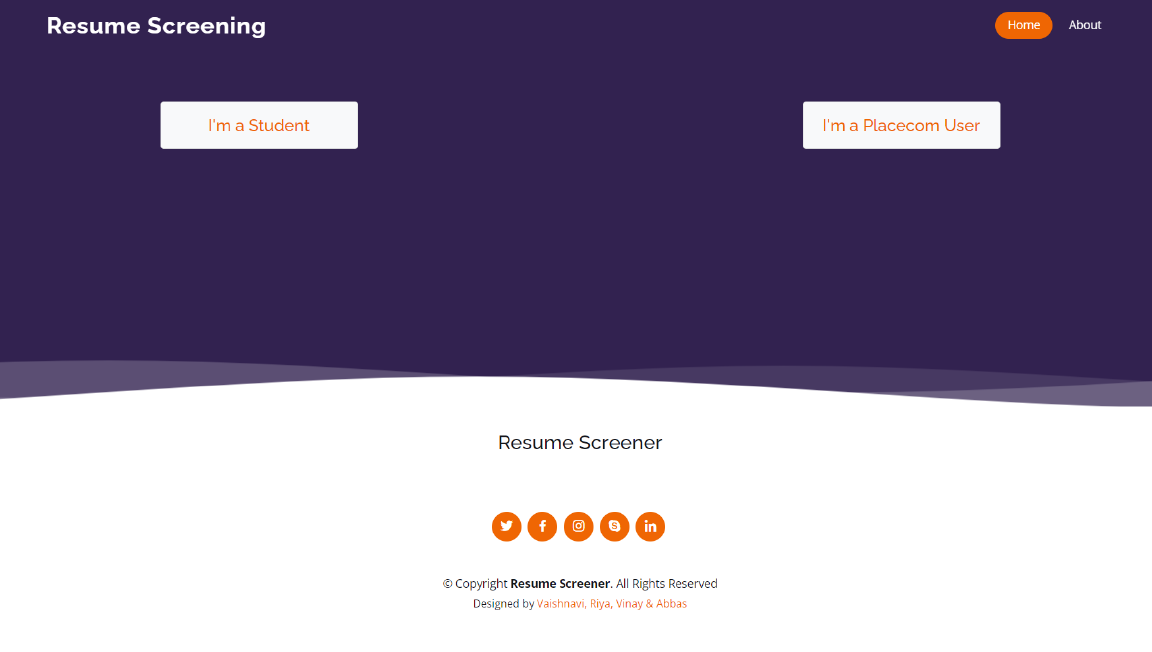 Resume Screening
Home About
I'm a Student
I'm a Placecom User
Resume Screener
© Copyright Resume Screener. All Rights Reserved
Designed by Vaishnavi, Riya, Vinay & Abbas